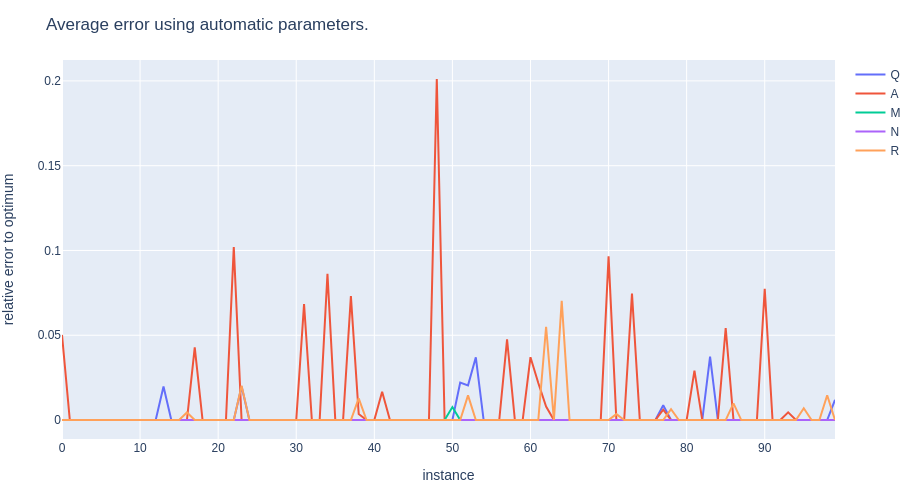 Average error using automatic parameters.
Q
A
M
N
R
0.2
0.15
0.1
0.05
0
relative error to optimum
0 10 20 30 40 50 60 70 80 90
instance